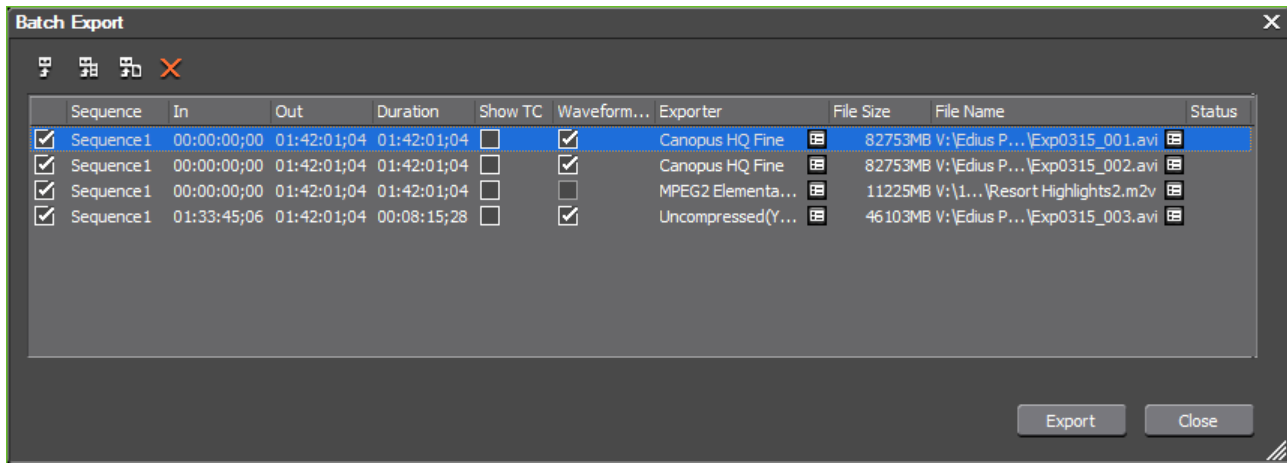 Batch Export
Sequence In Out Duration Show TC Waveform... Exporter File Size File Name Status
Sequence1 00:00:00;00 01:42:01;04 01:42:01;04 Canopus HQ Fine 82753MB V:\Edius P...\Exp0315_001.avi
Sequence1 00:00:00;00 01:42:01;04 01:42:01;04 Canopus HQ Fine 82753MB V:\Edius P...\Exp0315_002.avi
Sequence1 00:00:00;00 01:42:01;04 01:42:01;04 MPEG2 Elementa... 11225MB V:\1...\Resort Highlights2.m2v
Sequence1 01:33:45;06 01:42:01;04 00:08:15;28 Uncompressed(Y... 46103MB V:\Edius P...\Exp0315_003.avi
Export Close